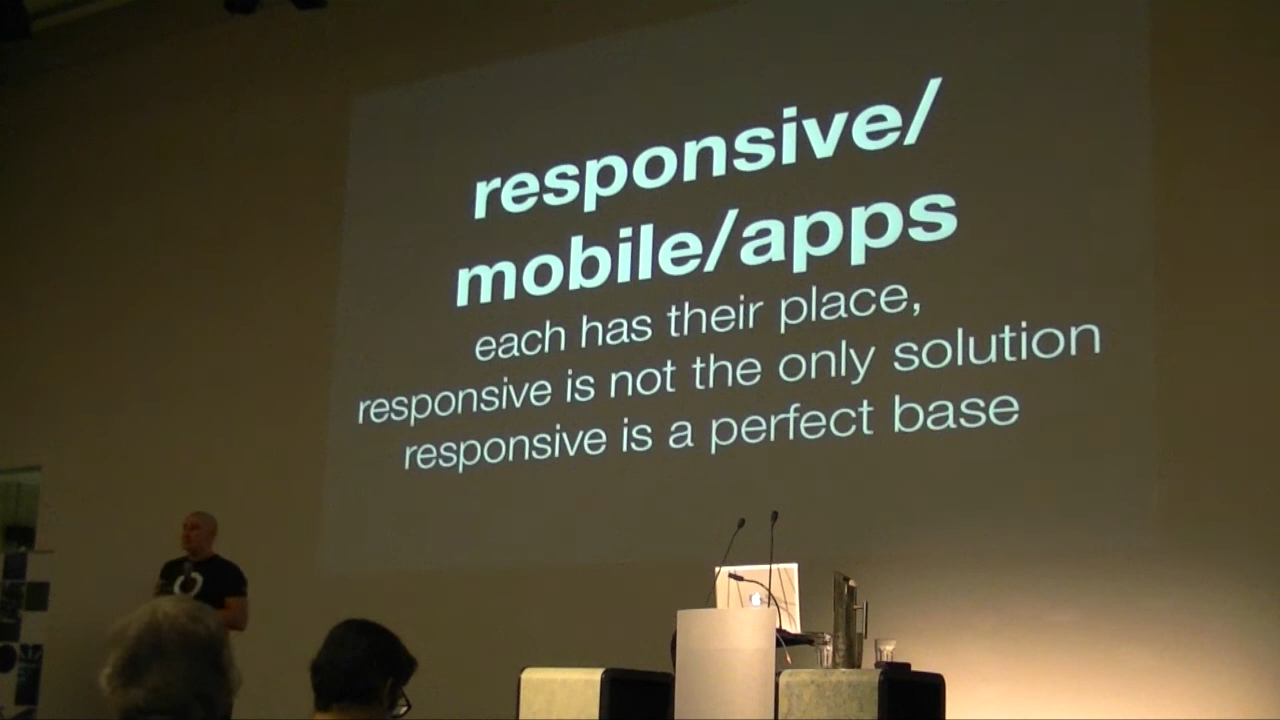 responsive/
mobile/apps
each has their place,
responsive is not the only solution
responsive is a perfect base